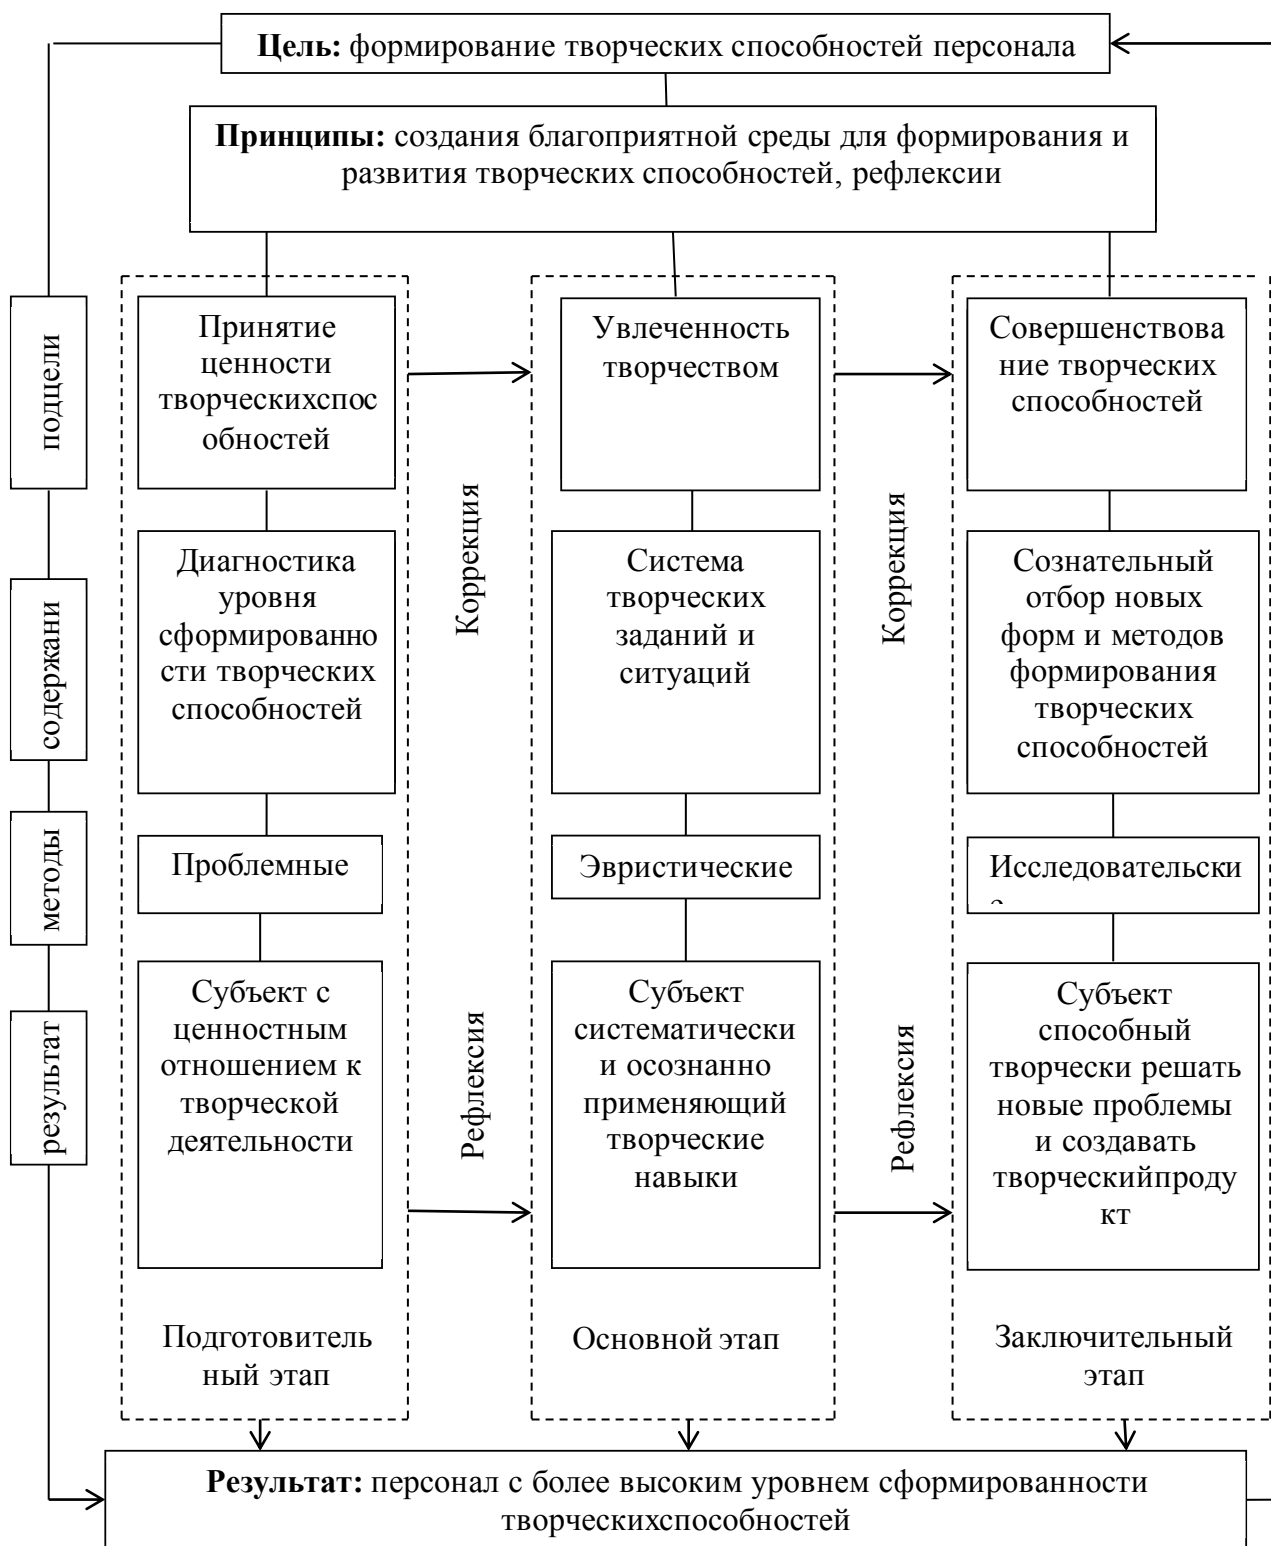 Цель: формирование творческих способностей персонала
Принципы: создания благоприятной среды для формирования и
развития творческих способностей, рефлексии
подцели
содержани
методы
результат
Принятие
ценности
творческихспос
обностей
Диагностика
уровня
сформированно
сти творческих
способностей
Проблемные
Субъект с
ценностным
отношением к
творческой
деятельности
Подготовитель
ный этап
Коррекция
Рефлексия
Увлеченность
творчеством
Система
творческих
заданий и
ситуаций
Эвристические
Субъект
систематически
и осознанно
применяющий
творческие
навыки
Основной этап
Коррекция
Рефлексия
Совершенствова
ние творческих
способностей
Сознательный
отбор новых
форм и методов
формирования
творческих
способностей
Исследовательски
Субъект
способный
творчески решать
новые проблемы
и создавать
творческийпроду
кт
Заключительный
этап
Результат: персонал с более высоким уровнем сформированности
творческихспособностей